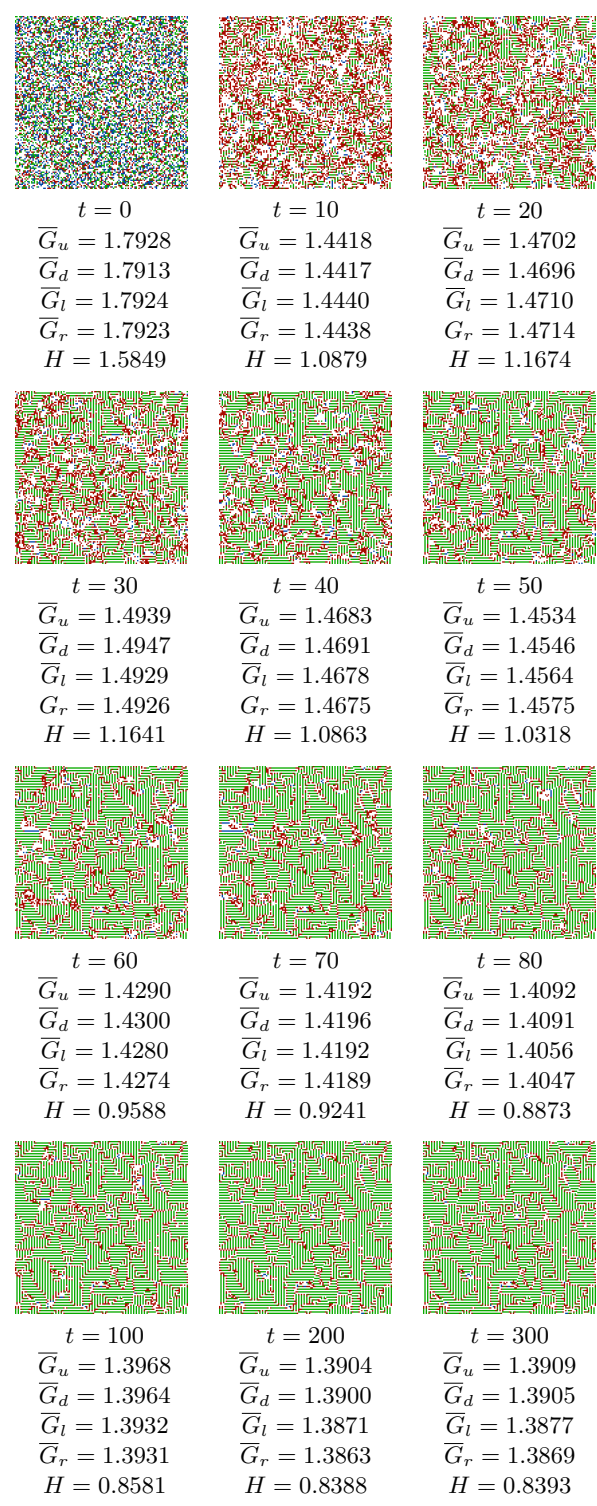 t = 0 t = 10 t = 20
G̅u = 1.7928 G̅u = 1.4418 G̅u = 1.4702
G̅d = 1.7913 G̅d = 1.4417 G̅d = 1.4696
G̅l = 1.7924 G̅l = 1.4440 G̅l = 1.4710
G̅r = 1.7923 G̅r = 1.4438 Gr = 1.4714
H = 1.5849 H = 1.0879 H = 1.1674
t = 30 t = 40 t = 50
G̅u = 1.4939 G̅u = 1.4683 G̅u = 1.4534
G̅d = 1.4947 G̅d = 1.4691 G̅d = 1.4546
G̅l = 1.4929 G̅l = 1.4678 G̅l = 1.4564
Gr = 1.4926 Gr = 1.4675 G̅r = 1.4575
H = 1.1641 H = 1.0863 H = 1.0318
t = 60 t = 70 t = 80
G̅u = 1.4290 G̅u = 1.4192 G̅u = 1.4092
G̅d = 1.4300 G̅d = 1.4196 G̅d = 1.4091
G̅l = 1.4280 G̅l = 1.4192 G̅l = 1.4056
G̅r = 1.4274 G̅r = 1.4189 G̅r = 1.4047
H = 0.9588 H = 0.9241 H = 0.8873
t = 100 t = 200 t = 300
G̅u = 1.3968 G̅u = 1.3904 G̅u = 1.3909
G̅d = 1.3964 G̅d = 1.3900 G̅d = 1.3905
G̅l = 1.3932 G̅l = 1.3871 G̅l = 1.3877
G̅r = 1.3931 G̅r = 1.3863 G̅r = 1.3869
H = 0.8581 H = 0.8388 H = 0.8393